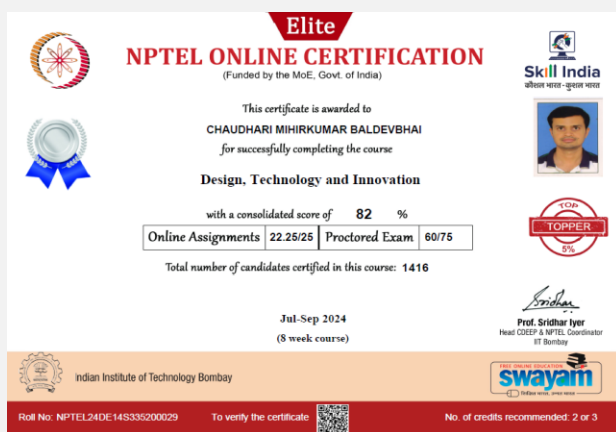 Elite
NPTEL ONLINE CERTIFICATION
(Funded by the MoE, Govt. of India)
Skill India
कौशल भारत - कुशल भारत
This certificate is awarded to
CHAUDHARI MIHIRKUMAR BALDEVBHAI
for successfully completing the course
Design, Technology and Innovation
with a consolidated score of 82 %
Online Assignments 22.25/25 Proctored Exam 60/75
TOP
TOPPER
5%
Total number of candidates certified in this course: 1416
Sridhar
Jul-Sep 2024
(8 week course)
Prof. Sridhar Iyer
Head CDEEP & NPTEL Coordinator
IIT Bombay
Indian Institute of Technology Bombay
FREE ONLINE EDUCATION
swayam
शिक्षित भारत, उन्नत भारत
Roll No: NPTEL24DE14S335200029 To verify the certificate No. of credits recommended: 2 or 3